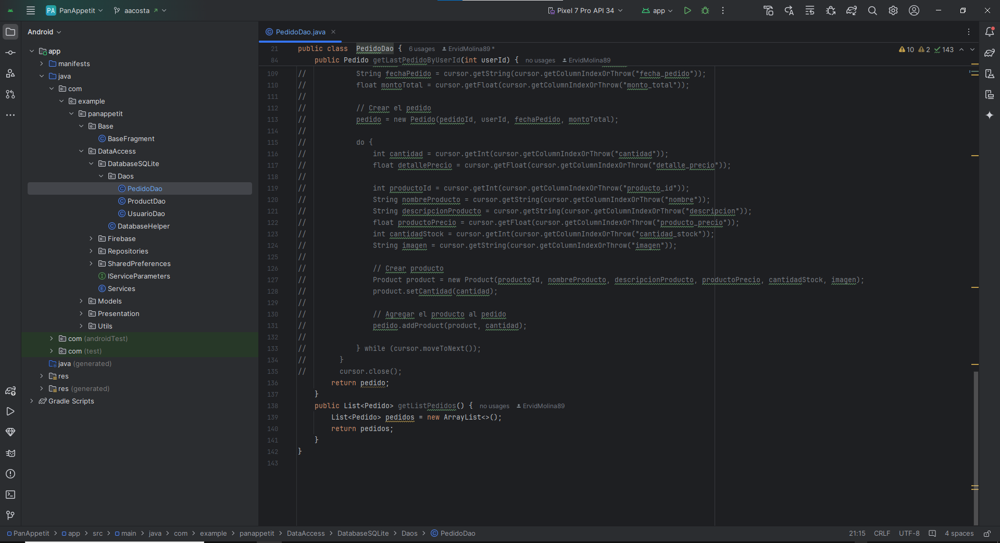 PA PanAppetit aacosta Pixel 7 Pro API 34 app
Android
app
manifests
java
com
example
panappetit
Base
BaseFragment
DataAccess
DatabaseSQLite
Daos
PedidoDao
ProductDao
UsuarioDao
DatabaseHelper
Firebase
Repositories
SharedPreferences
IServiceParameters
Services
Models
Presentation
Utils
com (androidTest)
com (test)
java (generated)
res
res (generated)
Gradle Scripts
PedidoDao.java
21 public class PedidoDao { 6 usages ErvidMolina89 * 10 2 143
84 public Pedido getLastPedidoByUserId(int userId) { no usages ErvidMolina89
109 // String fechaPedido = cursor.getString(cursor.getColumnIndexOrThrow("fecha_pedido"));
110 // float montoTotal = cursor.getFloat(cursor.getColumnIndexOrThrow("monto_total"));
111 //
112 // // Crear el pedido
113 // pedido = new Pedido(pedidoId, userId, fechaPedido, montoTotal);
114 //
115 // do {
116 // int cantidad = cursor.getInt(cursor.getColumnIndexOrThrow("cantidad"));
117 // float detallePrecio = cursor.getFloat(cursor.getColumnIndexOrThrow("detalle_precio"));
118 //
119 // int productoId = cursor.getInt(cursor.getColumnIndexOrThrow("producto_id"));
120 // String nombreProducto = cursor.getString(cursor.getColumnIndexOrThrow("nombre"));
121 // String descripcionProducto = cursor.getString(cursor.getColumnIndexOrThrow("descripcion"));
122 // float productoPrecio = cursor.getFloat(cursor.getColumnIndexOrThrow("producto_precio"));
123 // int cantidadStock = cursor.getInt(cursor.getColumnIndexOrThrow("cantidad_stock"));
124 // String imagen = cursor.getString(cursor.getColumnIndexOrThrow("imagen"));
125 //
126 // // Crear producto
127 // Product product = new Product(productoId, nombreProducto, descripcionProducto, productoPrecio, cantidadStock, imagen);
128 // product.setCantidad(cantidad);
129 //
130 // // Agregar el producto al pedido
131 // pedido.addProduct(product, cantidad);
132 //
133 // } while (cursor.moveToNext());
134 // }
135 // cursor.close();
136 return pedido;
137 }
138 public List<Pedido> getListPedidos() { no usages ErvidMolina89
139 List<Pedido> pedidos = new ArrayList<>();
140 return pedidos;
141 }
142 }
143
PanAppetit > app > src > main > java > com > example > panappetit > DataAccess > DatabaseSQLite > Daos > PedidoDao 21:15 CRLF UTF-8 4 spaces